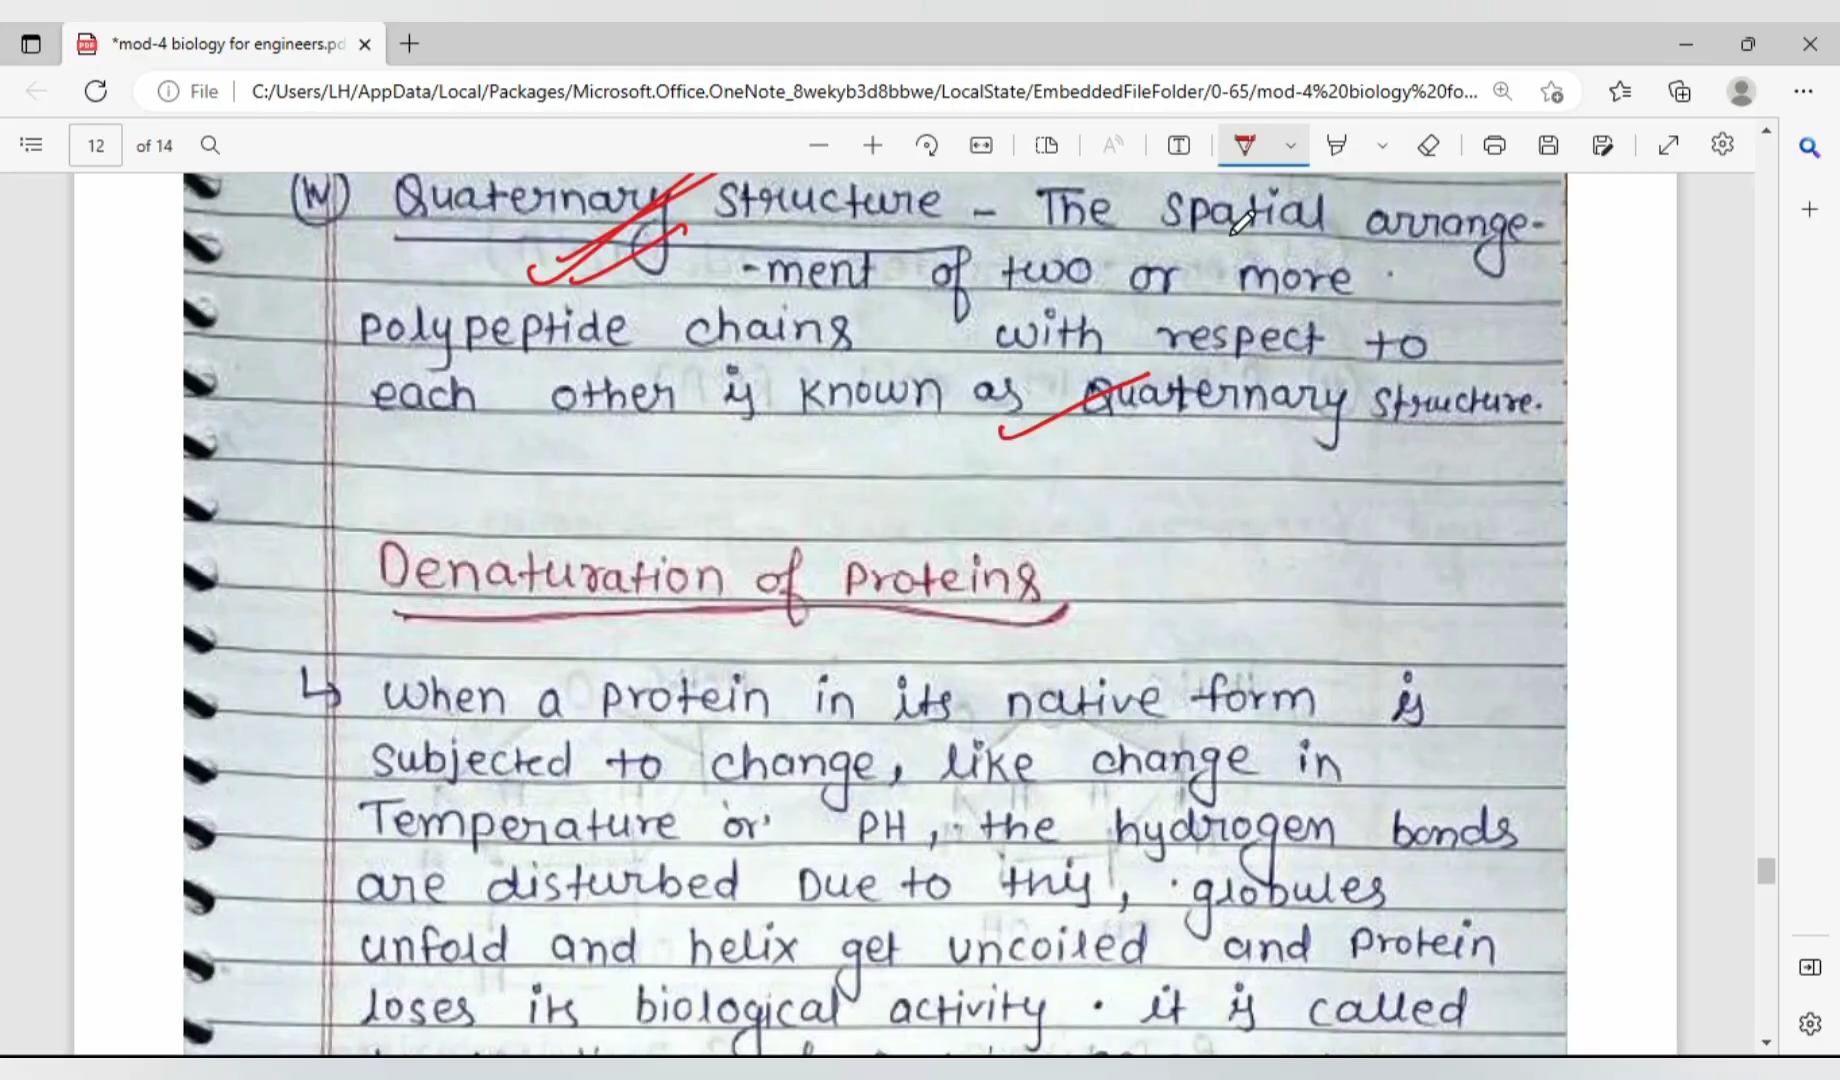 *mod-4 biology for engineers.pd
File
C:/Users/LH/AppData/Local/Packages/Microsoft.Office.OneNote_8wekyb3d8bbwe/LocalState/EmbeddedFileFolder/0-65/mod-4%20biology%20fo...
12 of 14
(iv) Quaternary structure - The spatial arrange-
-ment of two or more
polypeptide chains with respect to
each other is known as Quaternary structure.
Denaturation of proteins
↳ When a protein in its native form is
subjected to change, like change in
Temperature or PH, the hydrogen bonds
are disturbed Due to this, globules
unfold and helix get uncoiled and protein
loses its biological activity. it is called